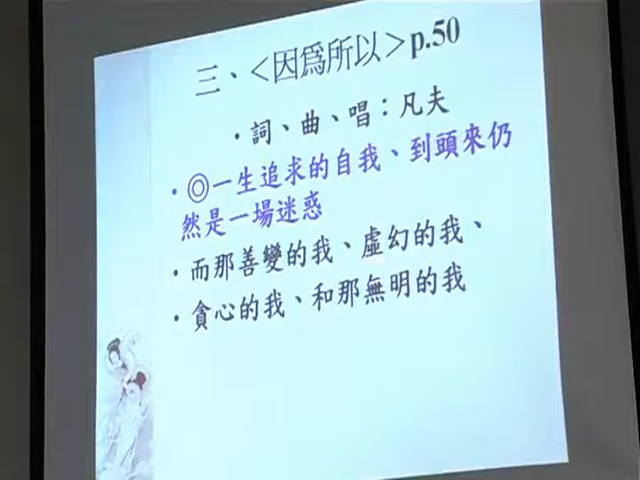 三、<因為所以>p.50
•詞、曲、唱：凡夫
•◎一生追求的自我、到頭來仍
然是一場迷惑
•而那善變的我、虛幻的我、
•貪心的我、和那無明的我